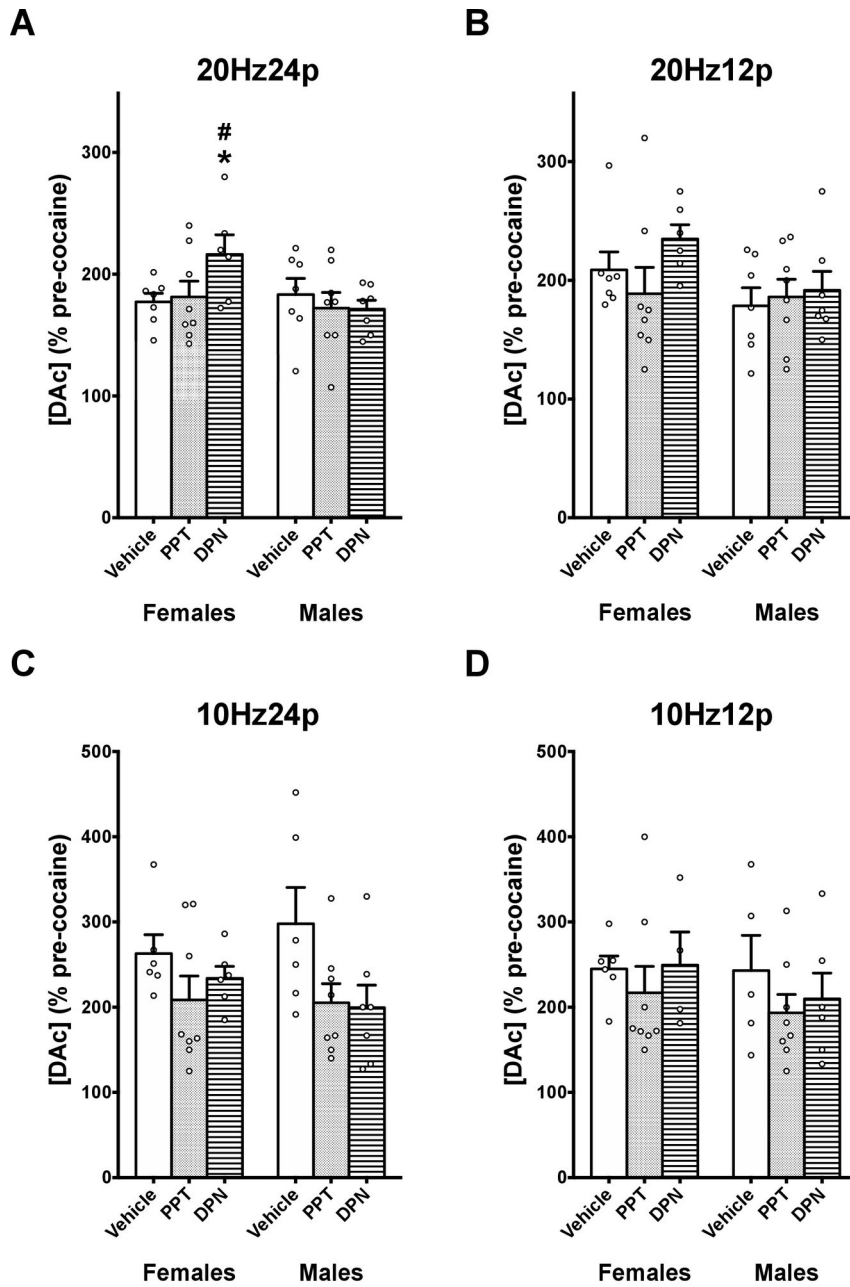 A
20Hz24p
[DAc] (% pre-cocaine)
300
200
100
0
#
*
Vehicle
PPT
DPN
Vehicle
PPT
DPN
Females
Males
B
20Hz12p
[DAc] (% pre-cocaine)
300
200
100
0
Vehicle
PPT
DPN
Vehicle
PPT
DPN
Females
Males
C
10Hz24p
[DAc] (% pre-cocaine)
500
400
300
200
100
0
Vehicle
PPT
DPN
Vehicle
PPT
DPN
Females
Males
D
10Hz12p
[DAc] (% pre-cocaine)
500
400
300
200
100
0
Vehicle
PPT
DPN
Vehicle
PPT
DPN
Females
Males